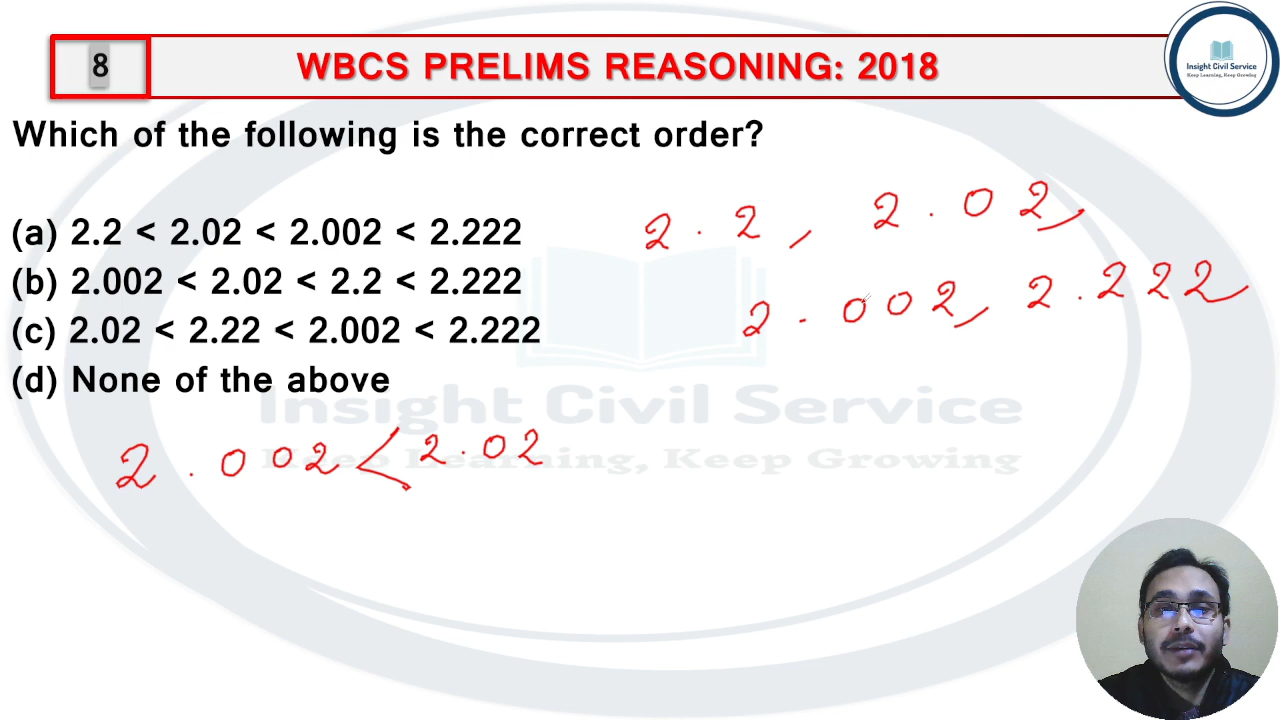 8
WBCS PRELIMS REASONING: 2018
Insight Civil Service
Keep Learning, Keep Growing
Which of the following is the correct order?
(a) 2.2 < 2.02 < 2.002 < 2.222
(b) 2.002 < 2.02 < 2.2 < 2.222
(c) 2.02 < 2.22 < 2.002 < 2.222
(d) None of the above
2.2, 2.02,
2.002, 2.222
Insight Civil Service
Keep Learning, Keep Growing
2.002 < 2.02